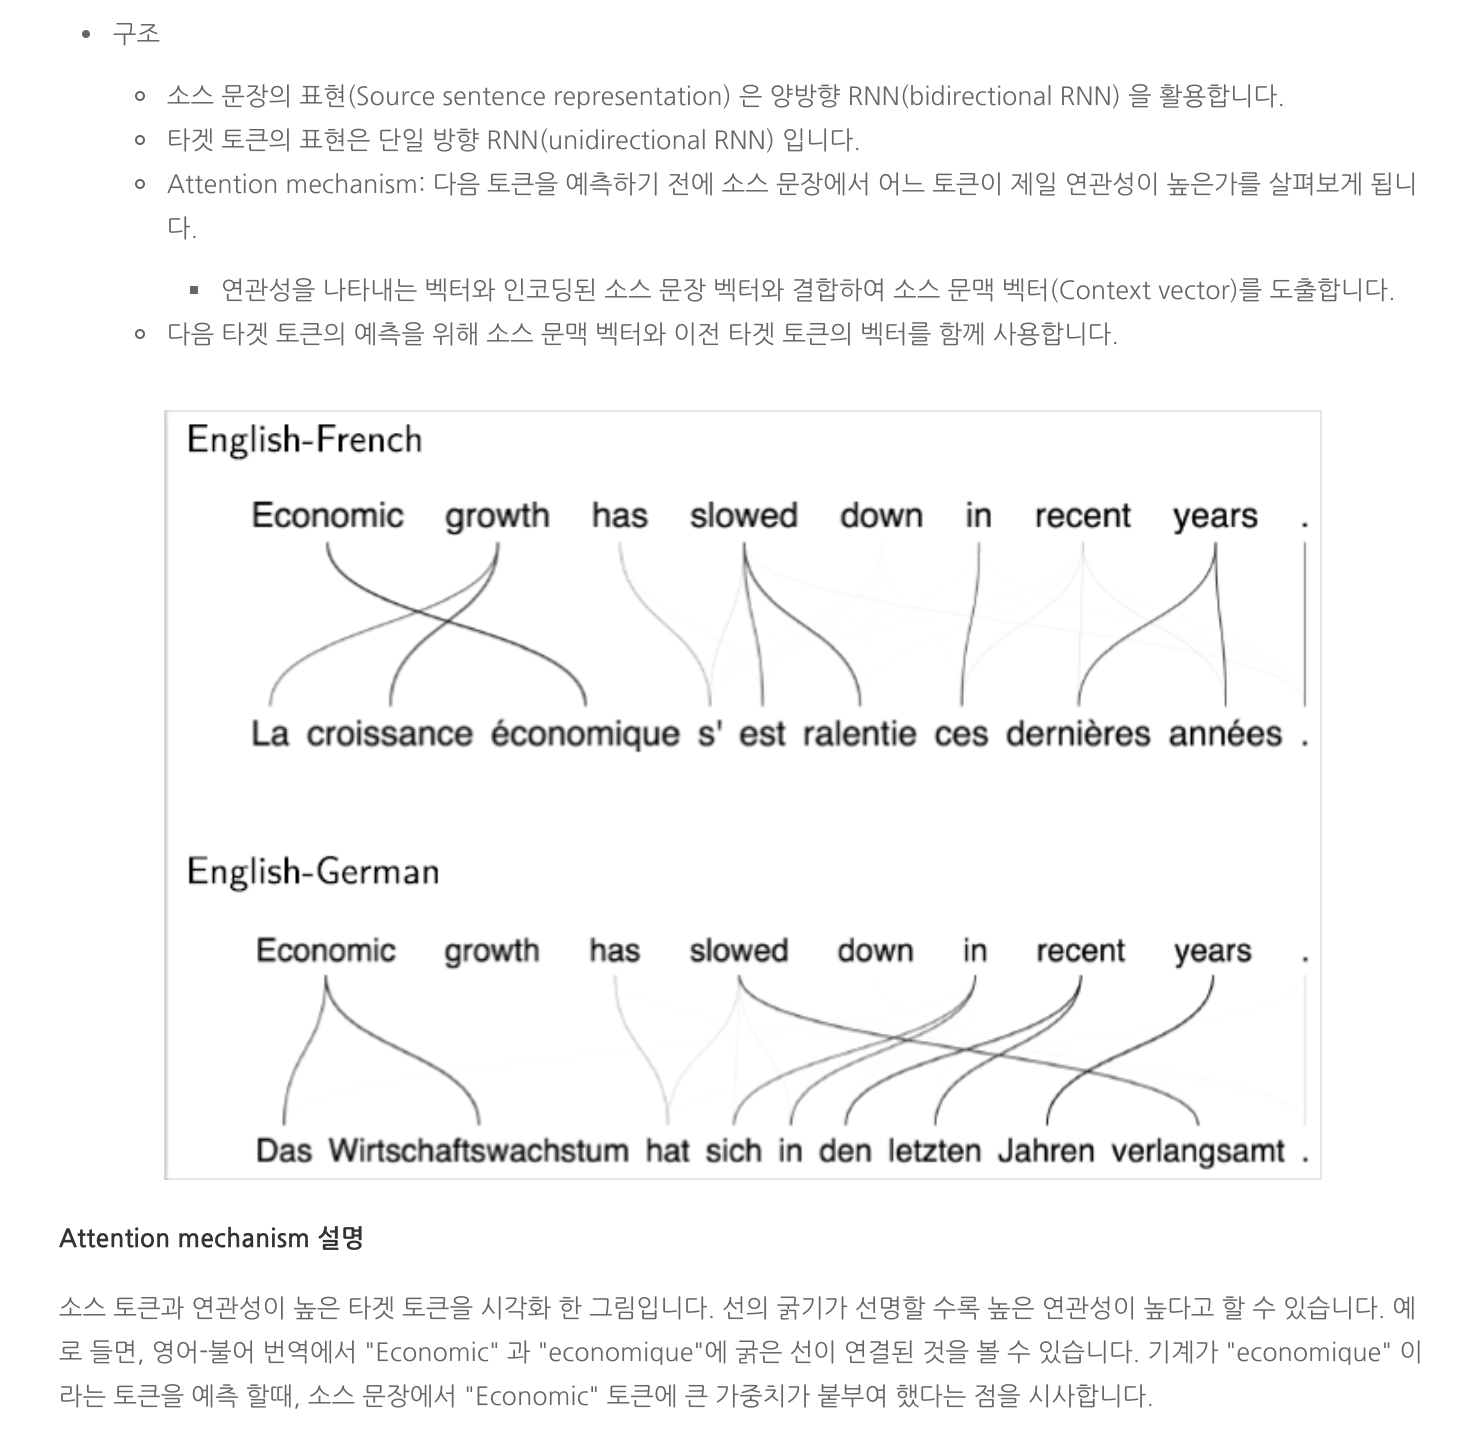 구조
소스 문장의 표현(Source sentence representation) 은 양방향 RNN(bidirectional RNN) 을 활용합니다.
타겟 토큰의 표현은 단일 방향 RNN(unidirectional RNN) 입니다.
Attention mechanism: 다음 토큰을 예측하기 전에 소스 문장에서 어느 토큰이 제일 연관성이 높은가를 살펴보게 됩니
다.
연관성을 나타내는 벡터와 인코딩된 소스 문장 벡터와 결합하여 소스 문맥 벡터(Context vector)를 도출합니다.
다음 타겟 토큰의 예측을 위해 소스 문맥 벡터와 이전 타겟 토큰의 벡터를 함께 사용합니다.
English-French
Economic growth has slowed down in recent years .
La croissance économique s' est ralentie ces dernières années .
English-German
Economic growth has slowed down in recent years .
Das Wirtschaftswachstum hat sich in den letzten Jahren verlangsamt .
Attention mechanism 설명
소스 토큰과 연관성이 높은 타겟 토큰을 시각화 한 그림입니다. 선의 굵기가 선명할 수록 높은 연관성이 높다고 할 수 있습니다. 예
로 들면, 영어-불어 번역에서 "Economic" 과 "economique"에 굵은 선이 연결된 것을 볼 수 있습니다. 기계가 "economique" 이
라는 토큰을 예측 할때, 소스 문장에서 "Economic" 토큰에 큰 가중치가 붙부여 했다는 점을 시사합니다.